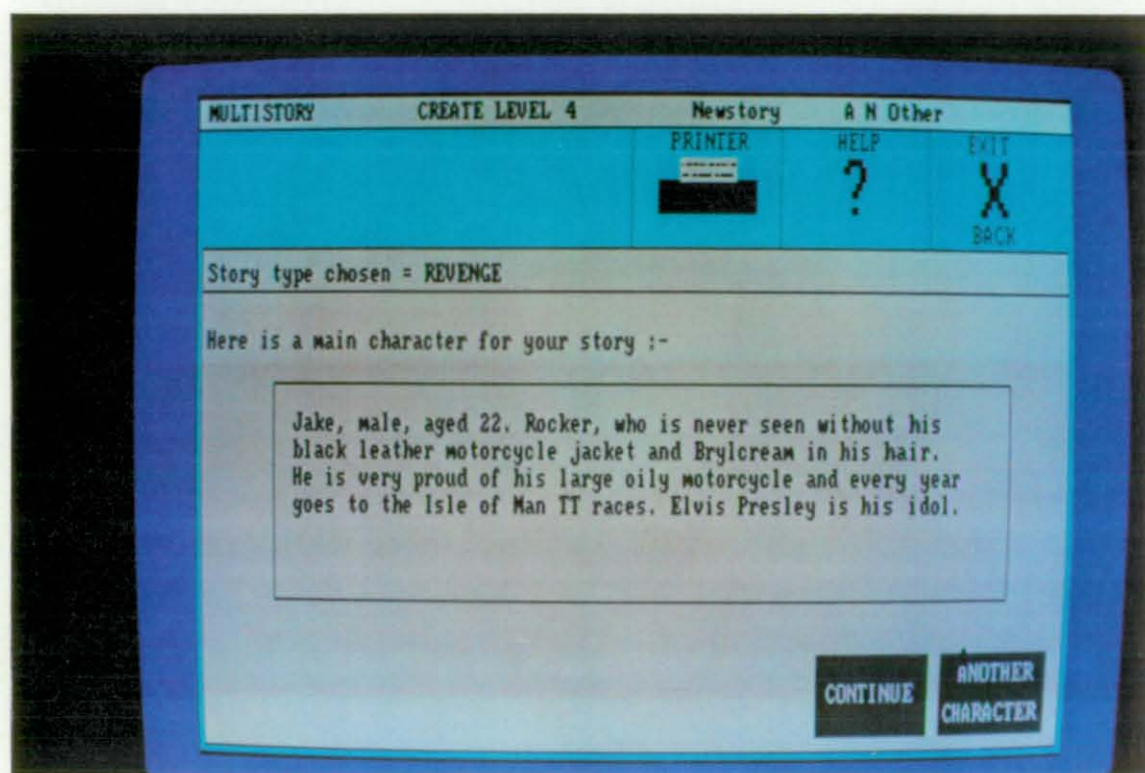 MULTISTORY CREATE LEVEL 4 Newstory A N Other
PRINTER HELP EXIT
?
X
BACK
Story type chosen = REVENGE
Here is a main character for your story :-
Jake, male, aged 22. Rocker, who is never seen without his
black leather motorcycle jacket and Brylcream in his hair.
He is very proud of his large oily motorcycle and every year
goes to the Isle of Man TT races. Elvis Presley is his idol.
CONTINUE
ANOTHER
CHARACTER